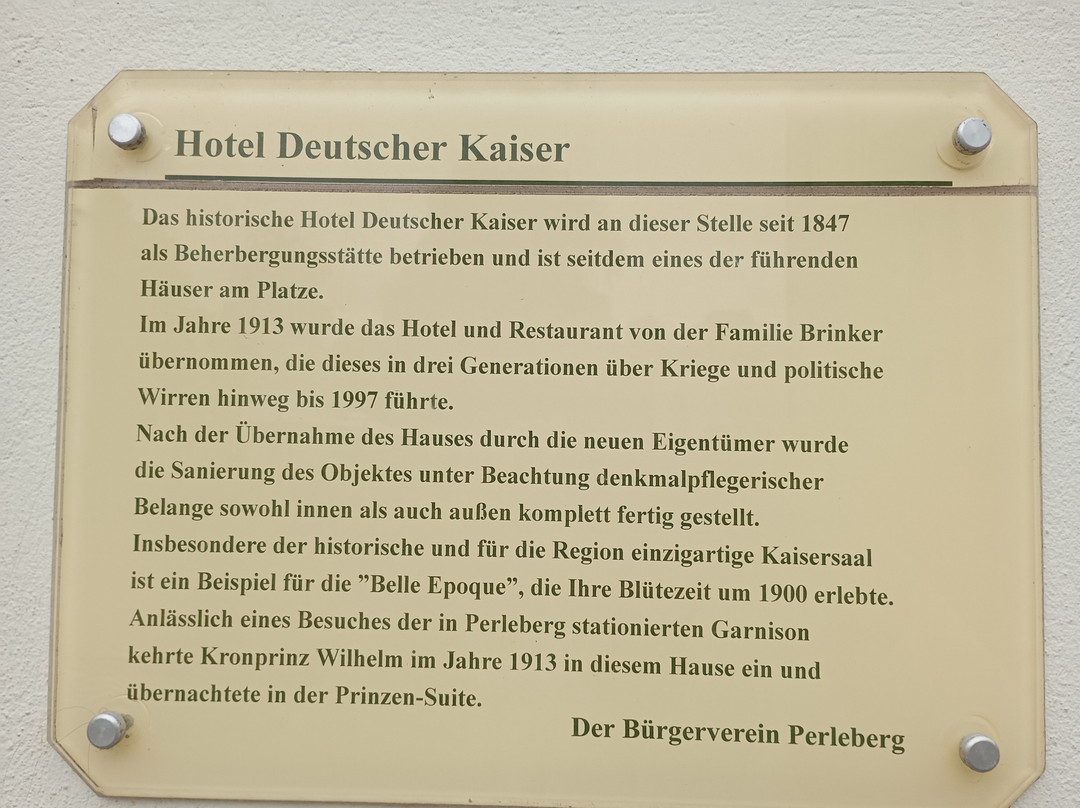 Hotel Deutscher Kaiser
Das historische Hotel Deutscher Kaiser wird an dieser Stelle seit 1847
als Beherbergungsstätte betrieben und ist seitdem eines der führenden
Häuser am Platze.
Im Jahre 1913 wurde das Hotel und Restaurant von der Familie Brinker
übernommen, die dieses in drei Generationen über Kriege und politische
Wirren hinweg bis 1997 führte.
Nach der Übernahme des Hauses durch die neuen Eigentümer wurde
die Sanierung des Objektes unter Beachtung denkmalpflegerischer
Belange sowohl innen als auch außen komplett fertig gestellt.
Insbesondere der historische und für die Region einzigartige Kaisersaal
ist ein Beispiel für die ”Belle Epoque”, die Ihre Blütezeit um 1900 erlebte.
Anlässlich eines Besuches der in Perleberg stationierten Garnison
kehrte Kronprinz Wilhelm im Jahre 1913 in diesem Hause ein und
übernachtete in der Prinzen-Suite.
Der Bürgerverein Perleberg